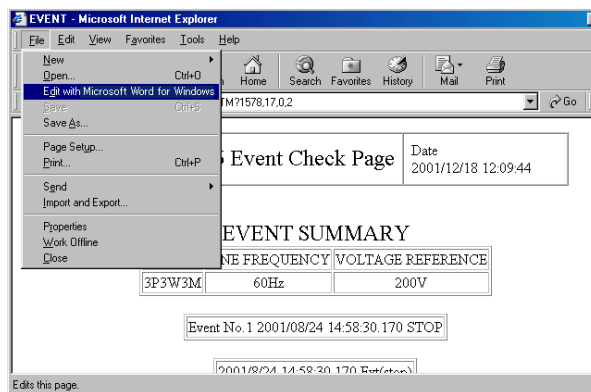 EVENT - Microsoft Internet Explorer
File Edit View Favorites Tools Help
Home Search Favorites History Mail Print
New
Open... Ctrl+O
Edit with Microsoft Word for Windows
Save Ctrl+S
Save As...
Page Setup...
Print... Ctrl+P
Send
Import and Export...
Properties
Work Offline
Close
TM?1578,17,0,2 Go
Event Check Page
Date
2001/12/18 12:09:44
EVENT SUMMARY
NE FREQUENCY VOLTAGE REFERENCE
3P3W3M 60Hz 200V
Event No.1 2001/08/24 14:58:30.170 STOP
2001/8/24 14:58:30.170 Evt(stop)
Edits this page.